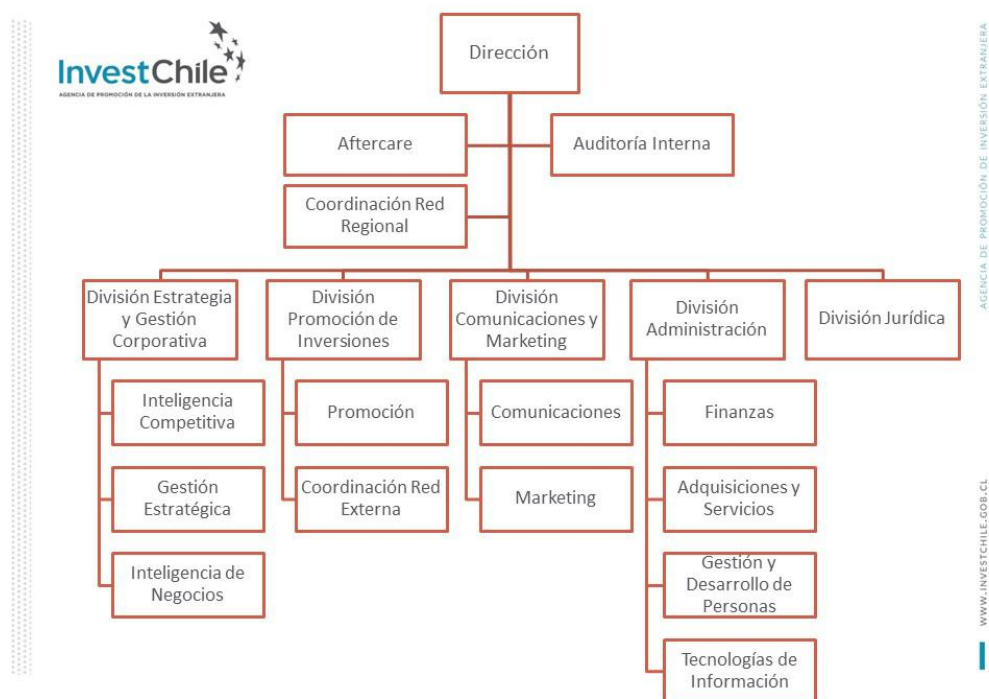 InvestChile
AGENCIA DE PROMOCIÓN DE LA INVERSIÓN EXTRANJERA
Dirección
Aftercare
Auditoría Interna
Coordinación Red
Regional
División Estrategia
y Gestión
Corporativa
División
Promoción de
Inversiones
División
Comunicaciones y
Marketing
División
Administración
División Jurídica
Inteligencia
Competitiva
Promoción
Comunicaciones
Finanzas
Gestión
Estratégica
Coordinación Red
Externa
Marketing
Adquisiciones y
Servicios
Inteligencia de
Negocios
Gestión y
Desarrollo de
Personas
Tecnologías de
Información
AGENCIA DE PROMOCIÓN DE INVERSIÓN EXTRANJERA
WWW.INVESTCHILE.GOB.CL